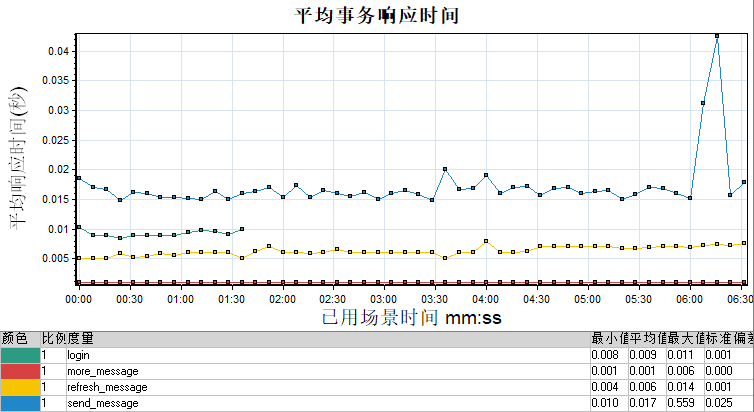 平均事务响应时间
平均响应时间(秒)
0.04
0.035
0.03
0.025
0.02
0.015
0.01
0.005
00:00 00:30 01:00 01:30 02:00 02:30 03:00 03:30 04:00 04:30 05:00 05:30 06:00 06:30
已用场景时间 mm:ss
颜色 比例 度量 最小值 平均值 最大值 标准偏差
1 login 0.008 0.009 0.011 0.001
1 more_message 0.001 0.001 0.006 0.000
1 refresh_message 0.004 0.006 0.014 0.001
1 send_message 0.010 0.017 0.559 0.025